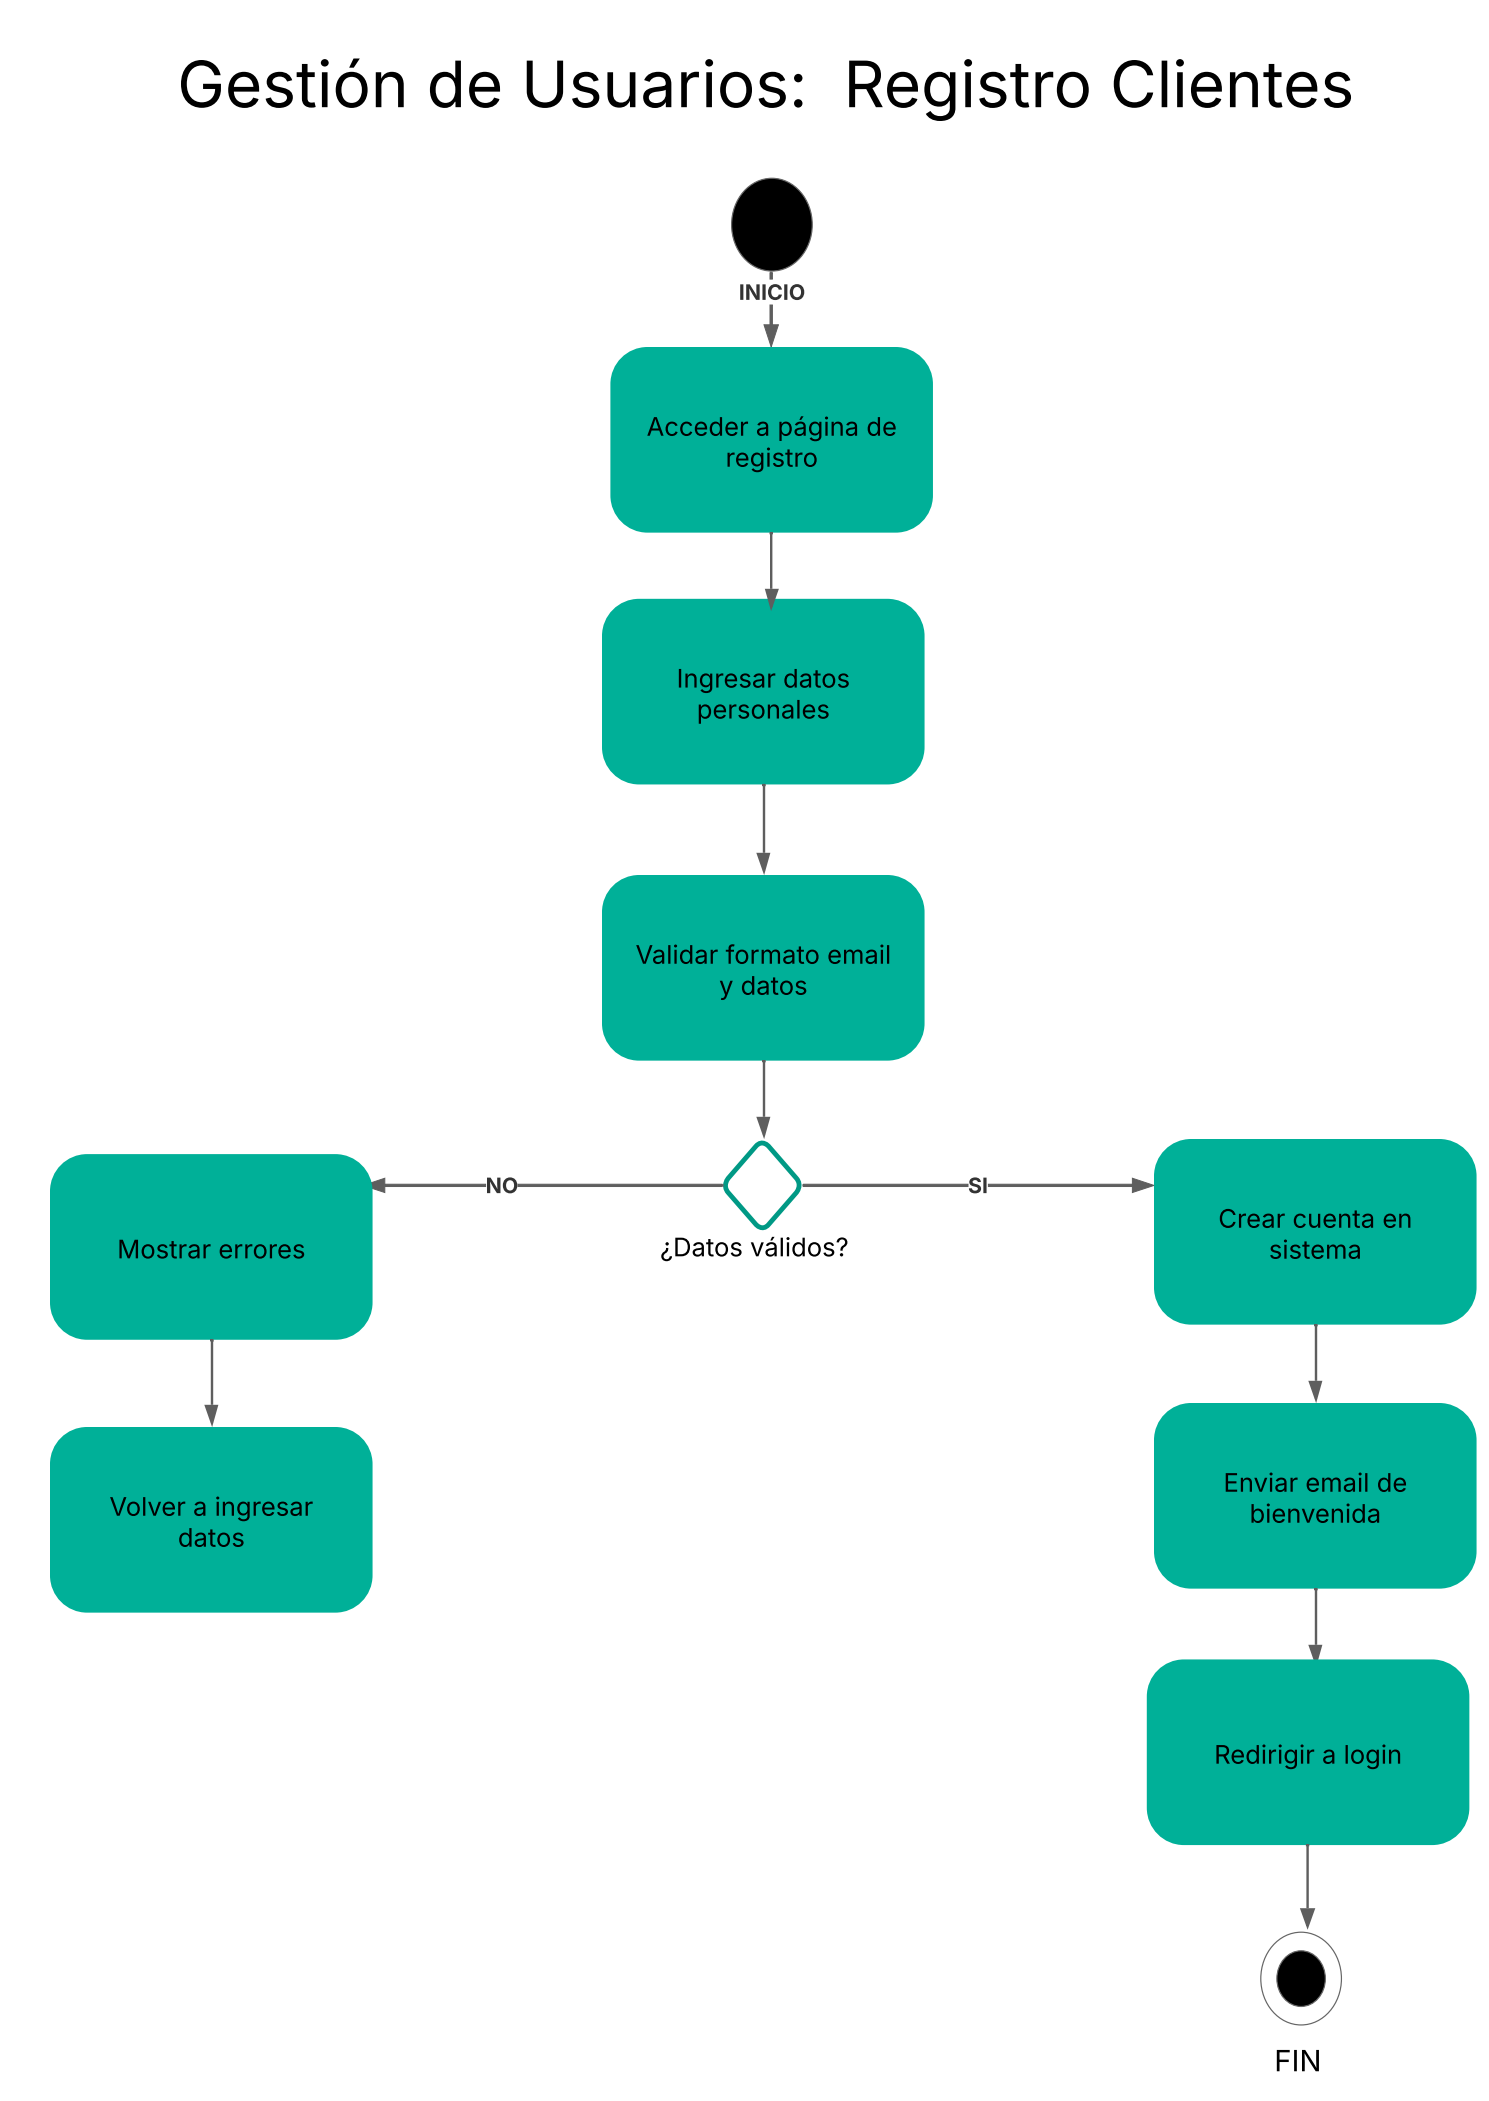 Gestión de Usuarios:  Registro Clientes
INICIO
Acceder a página de
registro
Ingresar datos
personales
Validar formato email
y datos
NO
SI
¿Datos válidos?
Mostrar errores
Volver a ingresar
datos
Crear cuenta en
sistema
Enviar email de
bienvenida
Redirigir a login
FIN